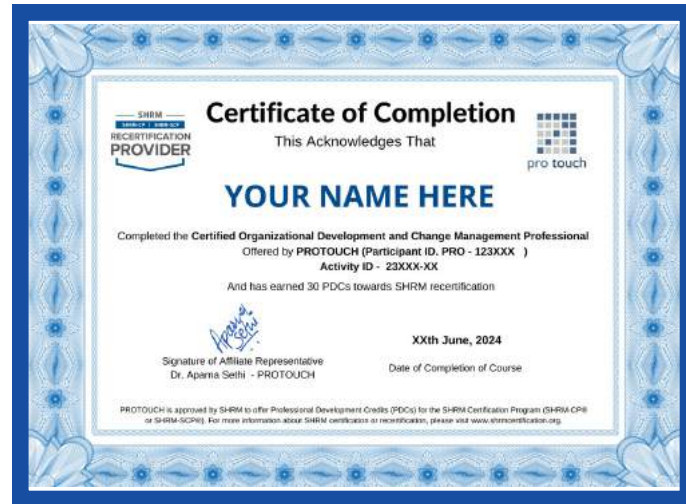 SHRM
SHRM-CP / SHRM-SCP
RECERTIFICATION
PROVIDER
Certificate of Completion
This Acknowledges That
pro touch
YOUR NAME HERE
Completed the Certified Organizational Development and Change Management Professional
Offered by PROTOUCH (Participant ID. PRO - 123XXX )
Activity ID - 23XXX-XX
And has earned 30 PDCs towards SHRM recertification
Aparna
Sethi
Signature of Affiliate Representative
Dr. Aparna Sethi - PROTOUCH
XXth June, 2024
Date of Completion of Course
PROTOUCH is approved by SHRM to offer Professional Development Credits (PDCs) for the SHRM Certification Program (SHRM-CP®
or SHRM-SCP®). For more information about SHRM certification or recertification, please visit www.shrmcertification.org.